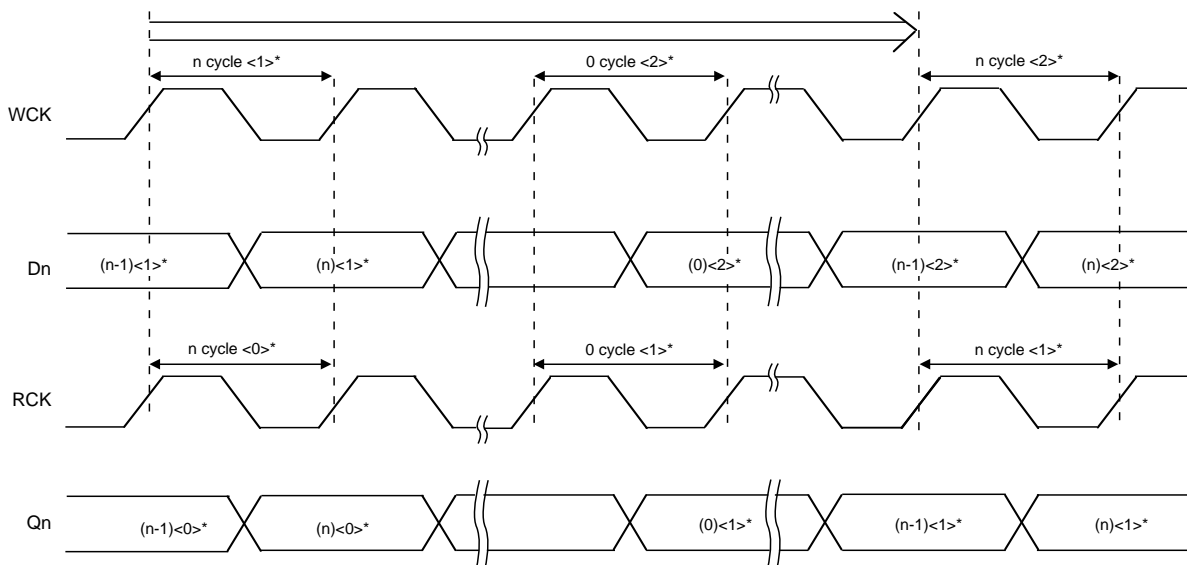 n cycle <1>*
0 cycle <2>*
n cycle <2>*
WCK
Dn
(n-1)<1>*
(n)<1>*
(0)<2>*
(n-1)<2>*
(n)<2>*
n cycle <0>*
0 cycle <1>*
n cycle <1>*
RCK
Qn
(n-1)<0>*
(n)<0>*
(0)<1>*
(n-1)<1>*
(n)<1>*